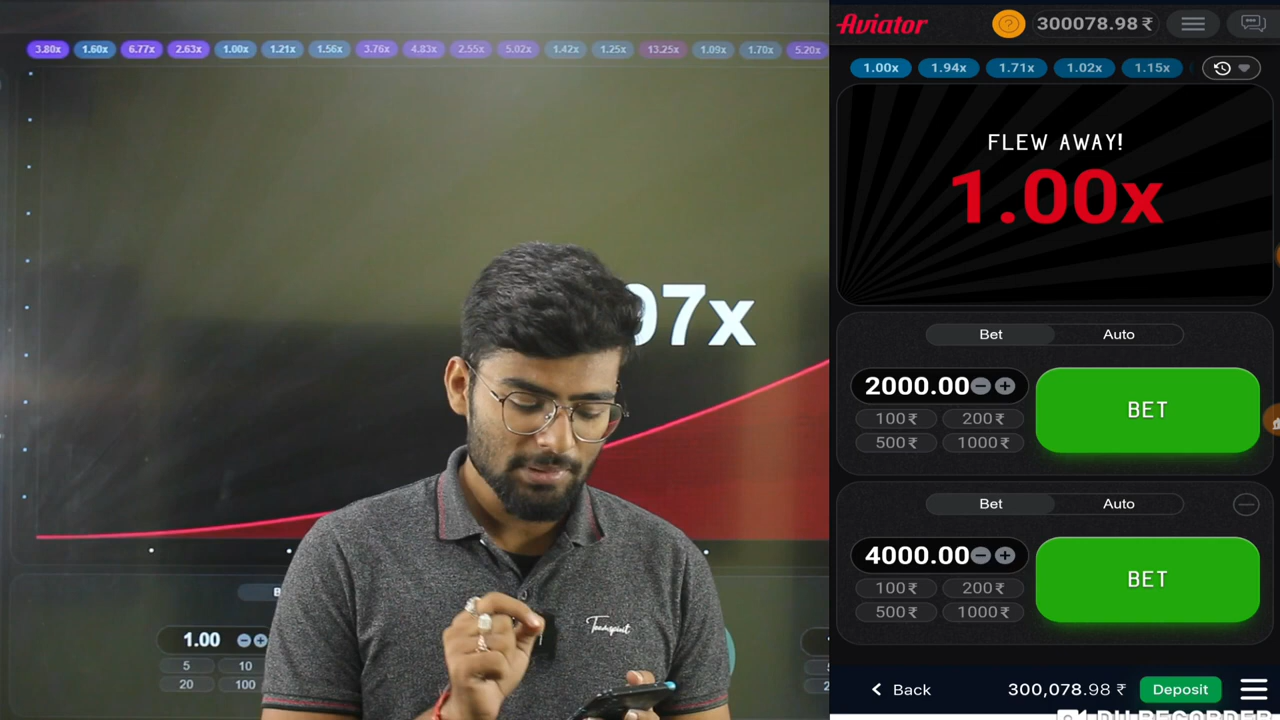 3.80x 1.60x 6.77x 2.63x 1.00x 1.21x 1.56x 3.76x 4.83x 2.55x 5.02x 1.42x 1.25x 13.25x 1.09x 1.70x 5.20x
97x
1.00
5 10
20 100
Teamspirit
Aviator
300078.98 ₹
1.00x 1.94x 1.71x 1.02x 1.15x
FLEW AWAY!
1.00x
Bet Auto
2000.00
BET
100₹ 200₹
500₹ 1000₹
Bet Auto
4000.00
BET
100₹ 200₹
500₹ 1000₹
Back
300,078.98 ₹
Deposit
DU RECORDER